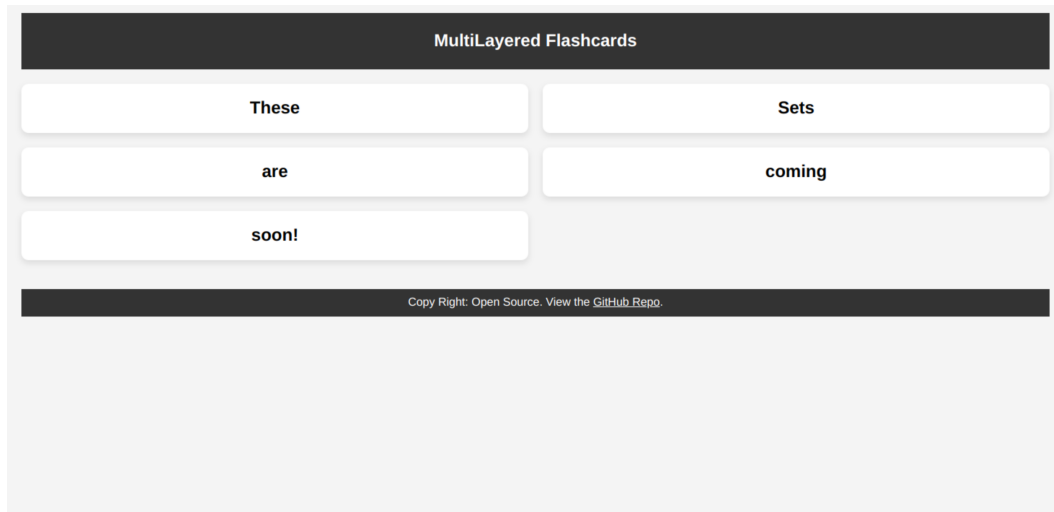 MultiLayered Flashcards
These
Sets
are
coming
soon!
Copy Right: Open Source. View the GitHub Repo.